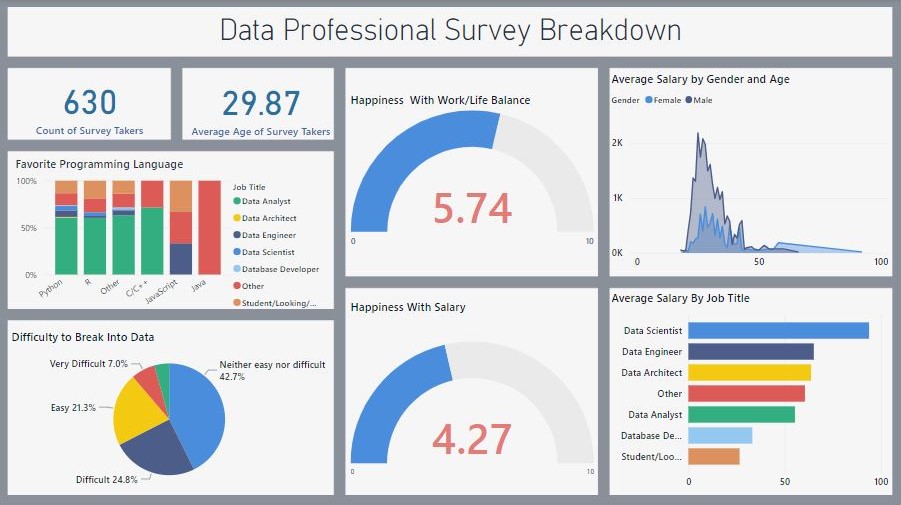 Data Professional Survey Breakdown
630
Count of Survey Takers
29.87
Average Age of Survey Takers
Favorite Programming Language
100%
50%
0%
Python
R
Other
C/C++
JavaScript
Java
Job Title
Data Analyst
Data Architect
Data Engineer
Data Scientist
Database Developer
Other
Student/Looking/...
Difficulty to Break Into Data
Very Difficult 7.0%
Neither easy nor difficult
42.7%
Easy 21.3%
Difficult 24.8%
Happiness With Work/Life Balance
5.74
0
10
Happiness With Salary
4.27
0
10
Average Salary by Gender and Age
Gender Female Male
2K
1K
0K
0
50
100
Average Salary By Job Title
Data Scientist
Data Engineer
Data Architect
Other
Data Analyst
Database De...
Student/Loo...
0
50
100